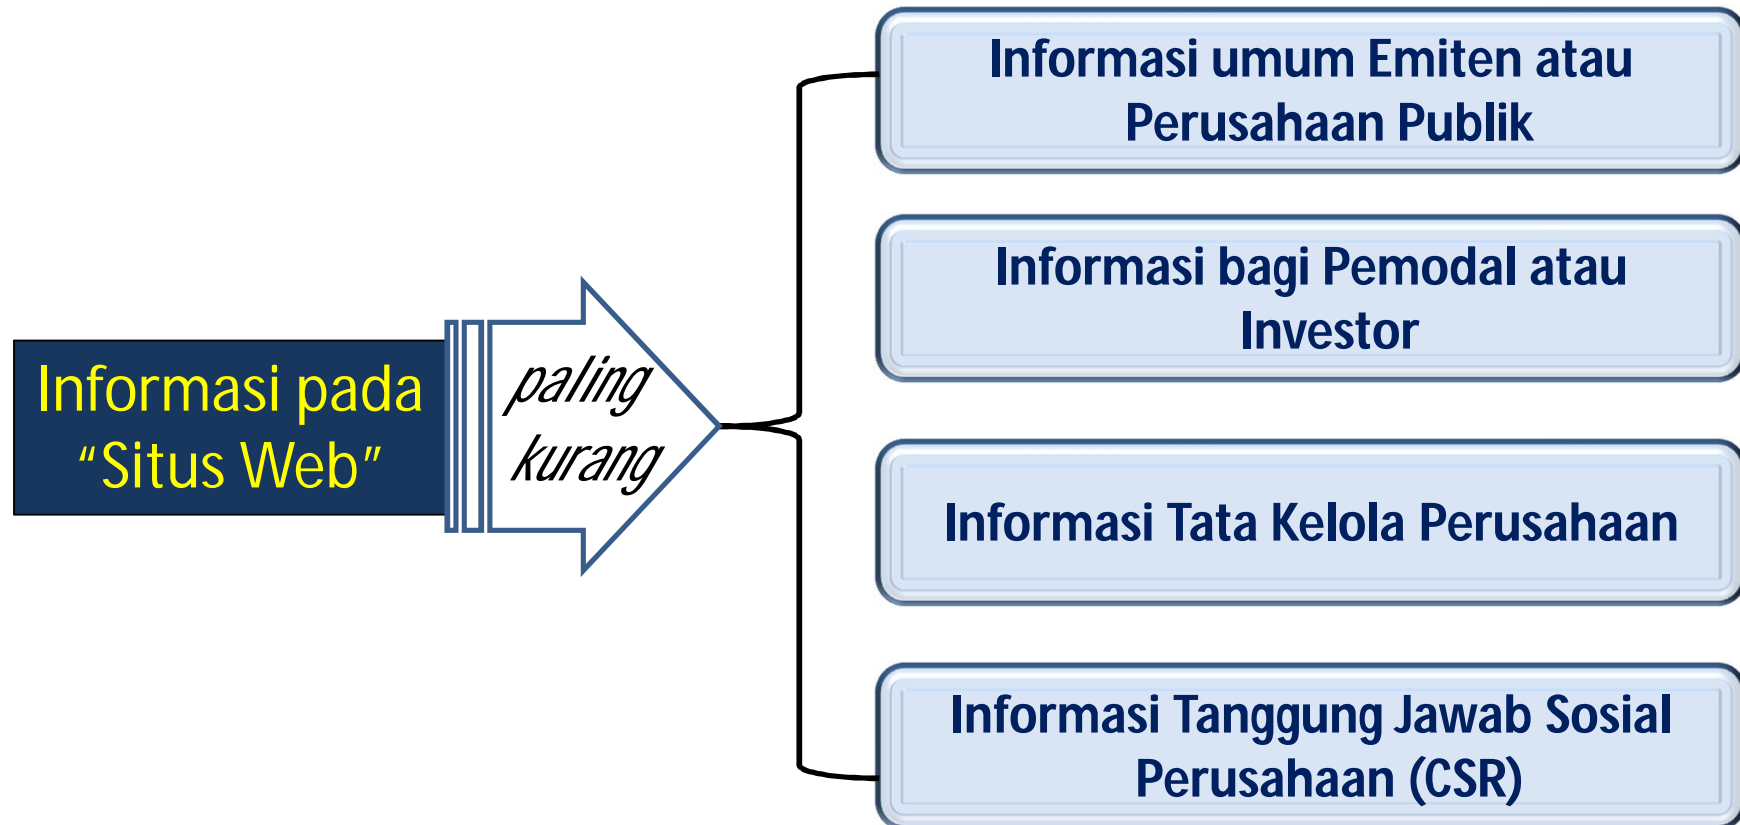 Informasi pada
“Situs Web”
paling
kurang
Informasi umum Emiten atau
Perusahaan Publik
Informasi bagi Pemodal atau
Investor
Informasi Tata Kelola Perusahaan
Informasi Tanggung Jawab Sosial
Perusahaan (CSR)